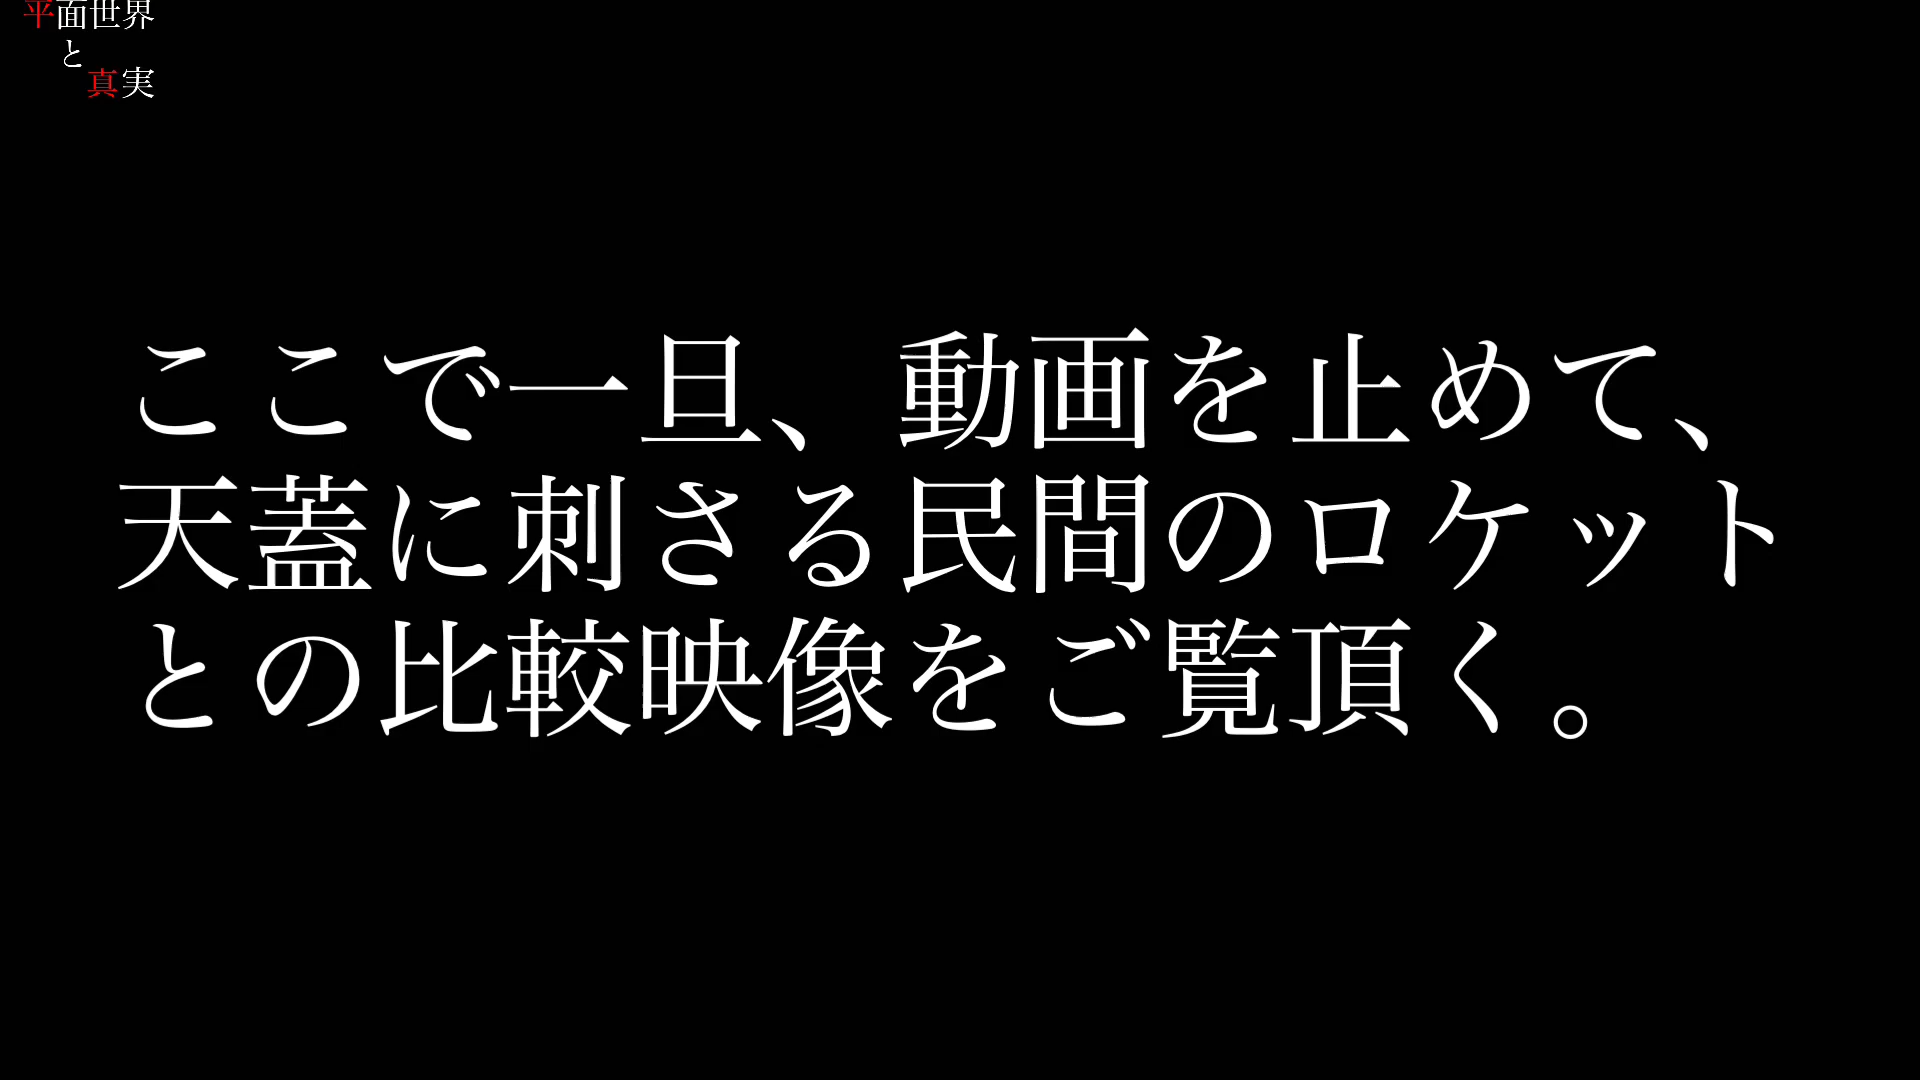 平面世界
と
真実
ここで一旦、動画を止めて、
天蓋に刺さる民間のロケット
との比較映像をご覧頂く。